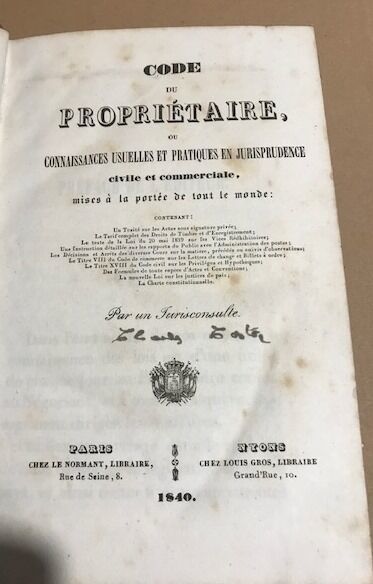 CODE
DU
PROPRIÉTAIRE,
OU
CONNAISSANCES USUELLES ET PRATIQUES EN JURISPRUDENCE
civile et commerciale,
mises à la portée de tout le monde:
CONTENANT:
Un Traité sur les Actes sous signature privée;
Le Tarif complet des Droits de Timbre et d'Enregistrement;
Le texte de la Loi du 20 mai 1839 sur les Vices Rédhibitoires;
Une Instruction détaillée sur les rapports du Public avec l'Administration des postes;
Les Décisions et Arrêts des diverses Cours sur la matière, précédés ou suivis d'observations;
Le Titre VIII du Code de commerce sur les Lettres de change et Billets à ordre;
Le Titre XVIII du Code civil sur les Privilèges et Hypothèques;
Des Formules de toute espèce d'Actes et Conventions;
La nouvelle Loi sur les justices de paix;
La Charte constitutionnelle.
Par un Jurisconsulte.
Charles
PARIS
CHEZ LE NORMANT, LIBRAIRE,
Rue de Seine, 8.
NYONS
CHEZ LOUIS GROS, LIBRAIRE
Grand'Rue, 10.
1840.